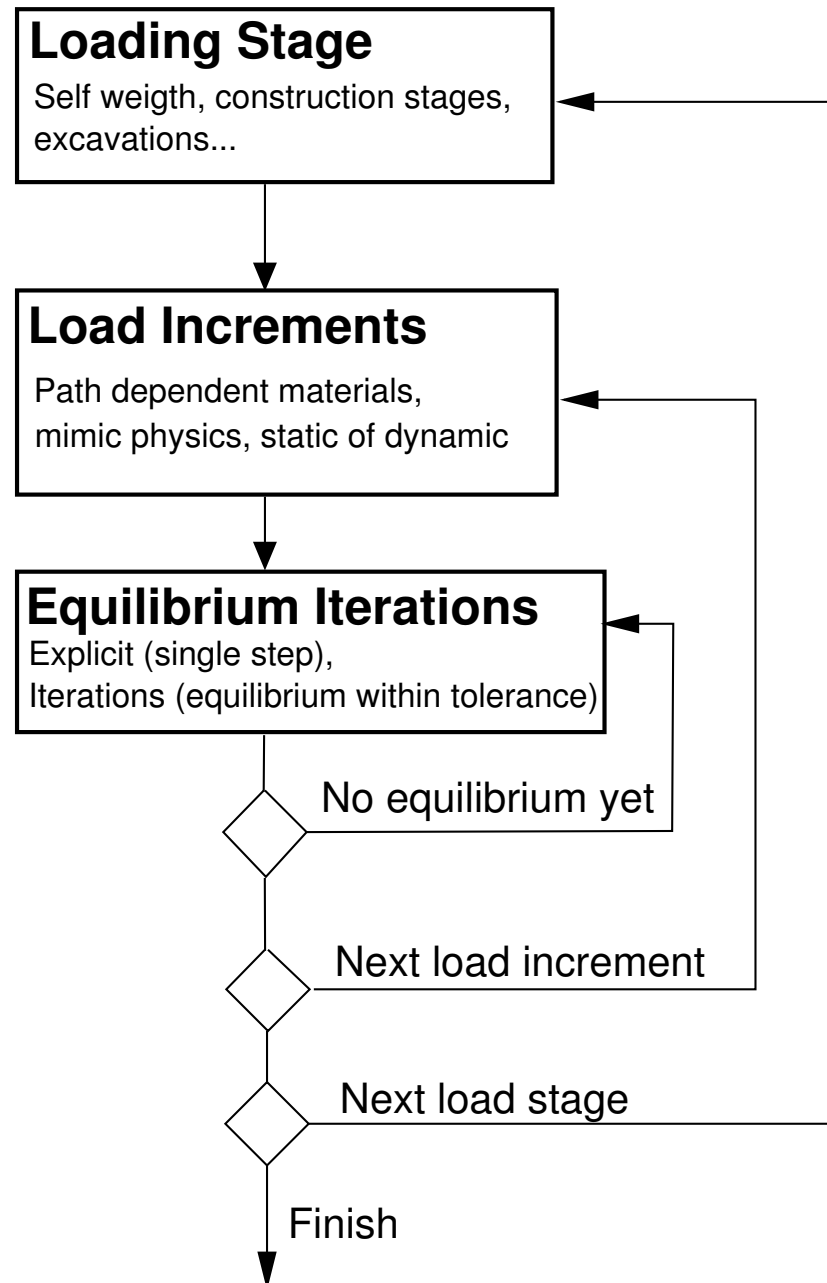 Loading Stage
Self weigth, construction stages,
excavations...
Load Increments
Path dependent materials,
mimic physics, static of dynamic
Equilibrium Iterations
Explicit (single step),
Iterations (equilibrium within tolerance)
No equilibrium yet
Next load increment
Next load stage
Finish